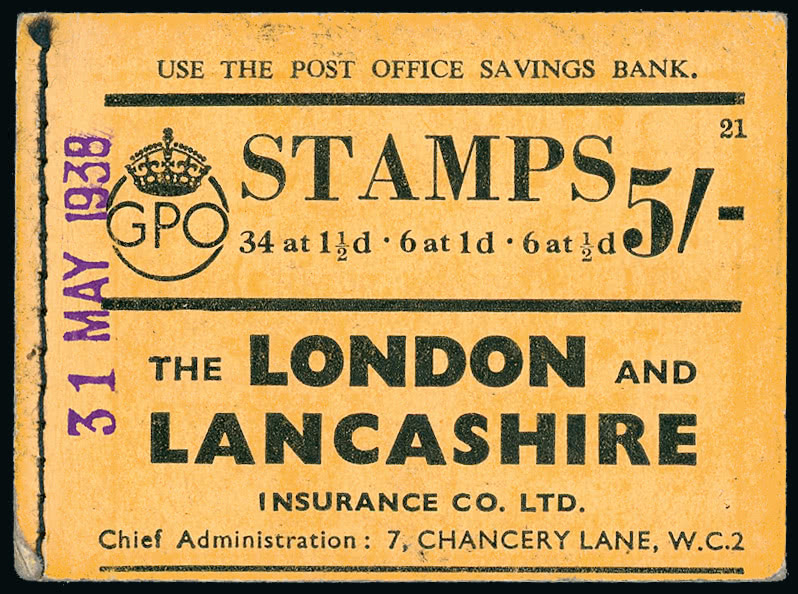 USE THE POST OFFICE SAVINGS BANK.
21
STAMPS 5/-
GPO
34 at 1½d · 6 at 1d · 6 at ½d
31 MAY 1938
THE LONDON AND
LANCASHIRE
INSURANCE CO. LTD.
Chief Administration: 7, CHANCERY LANE, W.C.2